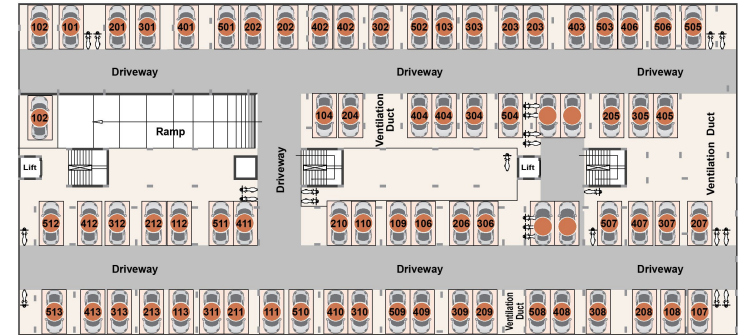 102 101 201 301 401 501 202 202 402 402 302 502 103 303 203 203 403 503 406 506 505
Driveway Driveway Driveway
102 Ramp 104 204 Ventilation Duct 404 404 304 504 205 305 405
Lift Driveway Lift Ventilation Duct
512 412 312 212 112 511 411 210 110 109 106 206 306 507 407 307 207
Driveway Driveway Driveway
513 413 313 213 113 311 211 111 510 410 310 509 409 309 209 Ventilation Duct 508 408 308 208 108 107